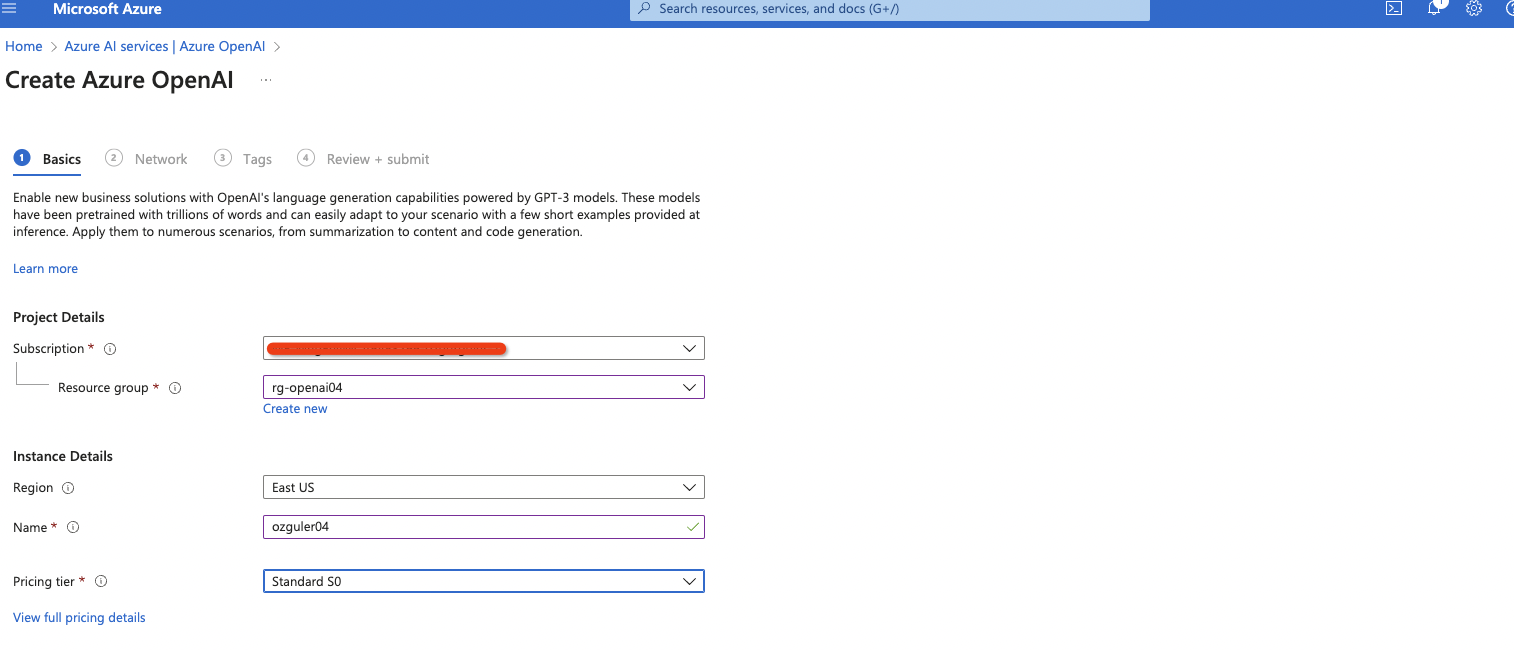 Microsoft Azure
Search resources, services, and docs (G+/)
1
Home > Azure AI services | Azure OpenAI >
Create Azure OpenAI ...
1 Basics 2 Network 3 Tags 4 Review + submit
Enable new business solutions with OpenAI's language generation capabilities powered by GPT-3 models. These models
have been pretrained with trillions of words and can easily adapt to your scenario with a few short examples provided at
inference. Apply them to numerous scenarios, from summarization to content and code generation.
Learn more
Project Details
Subscription *
Resource group * rg-openai04
Create new
Instance Details
Region East US
Name * ozguler04
Pricing tier * Standard S0
View full pricing details